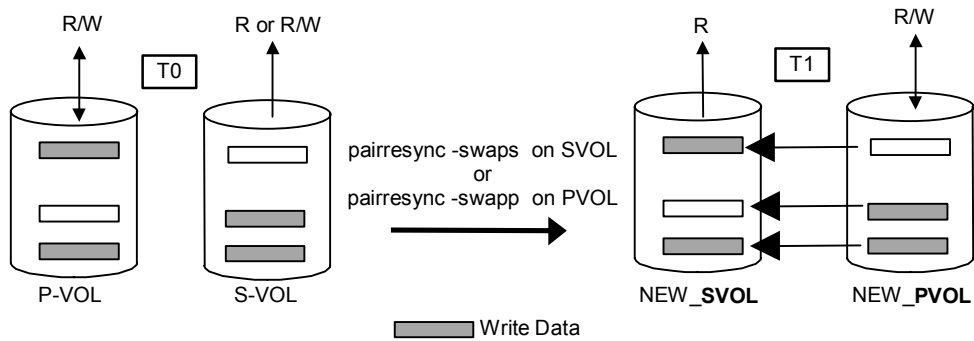 R/W
R or R/W
T0
P-VOL
S-VOL
pairresync -swaps on SVOL
or
pairresync -swapp on PVOL
R
R/W
T1
NEW_SVOL
NEW_PVOL
Write Data